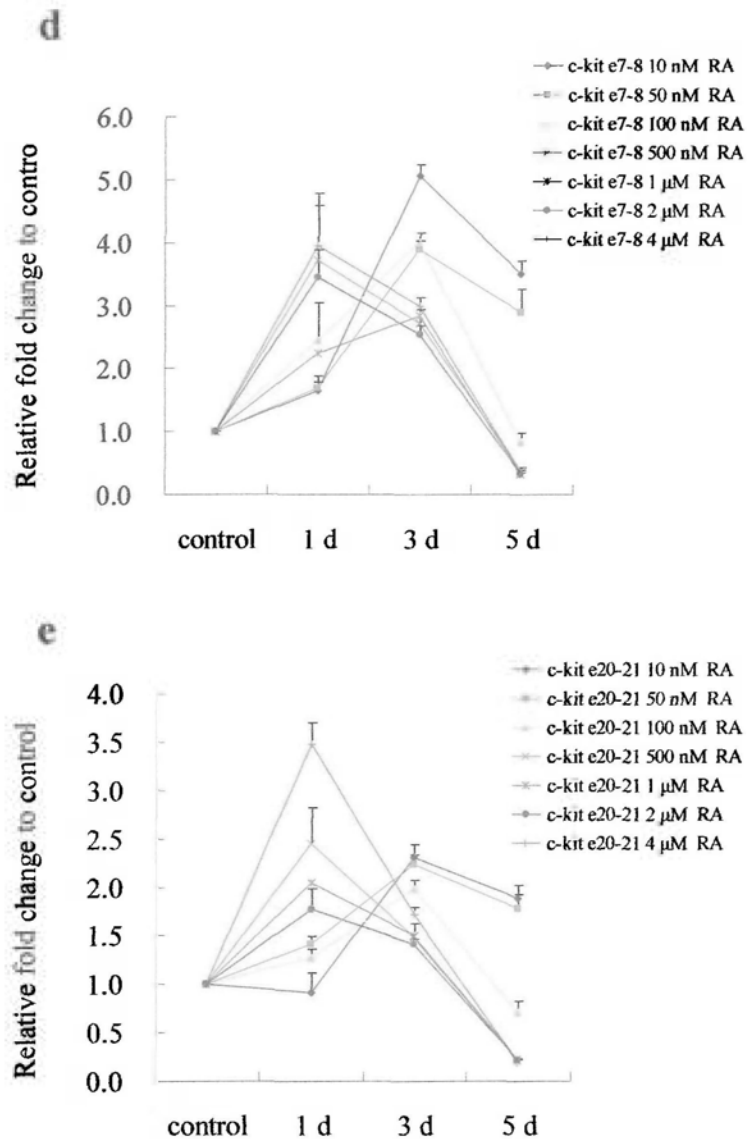 d
c-kit e7-8 10 nM RA
c-kit e7-8 50 nM RA
c-kit e7-8 100 nM RA
c-kit e7-8 500 nM RA
c-kit e7-8 1 µM RA
c-kit e7-8 2 µM RA
c-kit e7-8 4 µM RA
Relative fold change to contro
6.0
5.0
4.0
3.0
2.0
1.0
0.0
control 1 d 3 d 5 d
e
c-kit e20-21 10 nM RA
c-kit e20-21 50 nM RA
c-kit e20-21 100 nM RA
c-kit e20-21 500 nM RA
c-kit e20-21 1 µM RA
c-kit e20-21 2 µM RA
c-kit e20-21 4 µM RA
Relative fold change to control
4.0
3.5
3.0
2.5
2.0
1.5
1.0
0.5
0.0
control 1 d 3 d 5 d